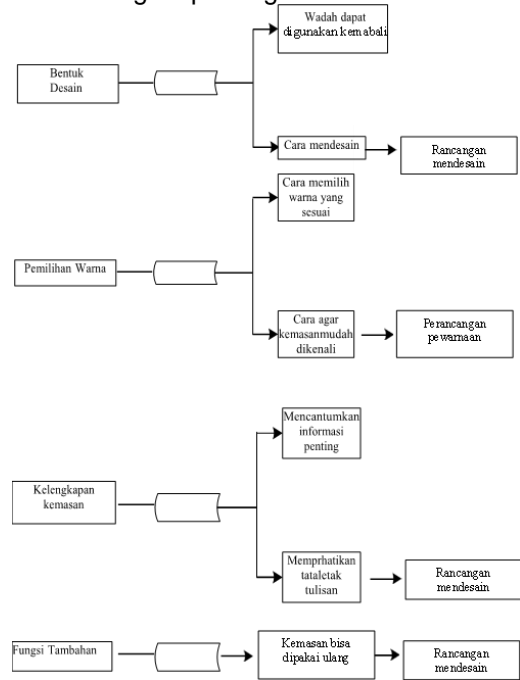 Wadah dapat
digunakan kemabali
Bentuk
Desain
Cara mendesain
Rancangan
mendesain
Cara memilih
warna yang
sesuai
Pemilihan Warna
Cara agar
kemasanmudah
dikenali
Perancangan
pewarnaan
Mencantumkan
informasi
penting
Kelengkapan
kemasan
Memprhatikan
tataletak
tulisan
Rancangan
mendesain
Fungsi Tambahan
Kemasan bisa
dipakai ulang
Rancangan
mendesain